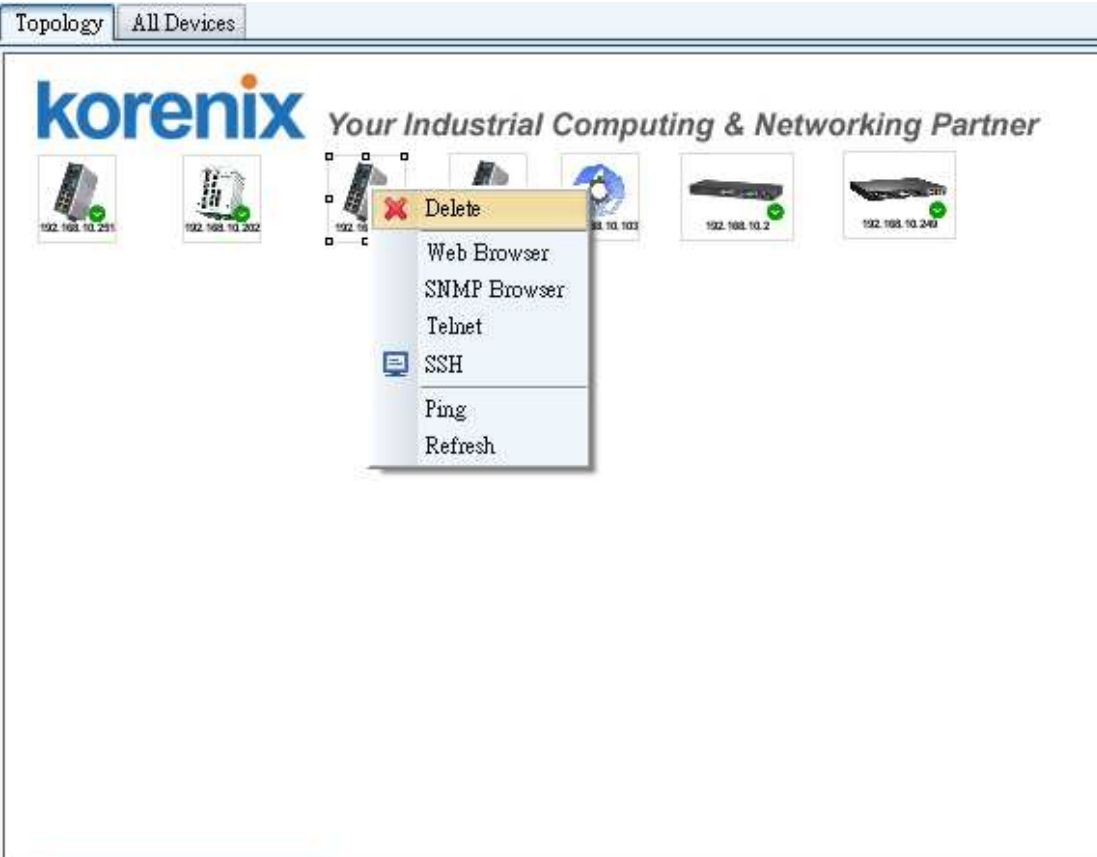 Topology All Devices
korenix Your Industrial Computing & Networking Partner
192.168.10.251 192.168.10.202 192.168.10.2 192.168.10.249
Delete
Web Browser
SNMP Browser
Telnet
SSH
Ping
Refresh